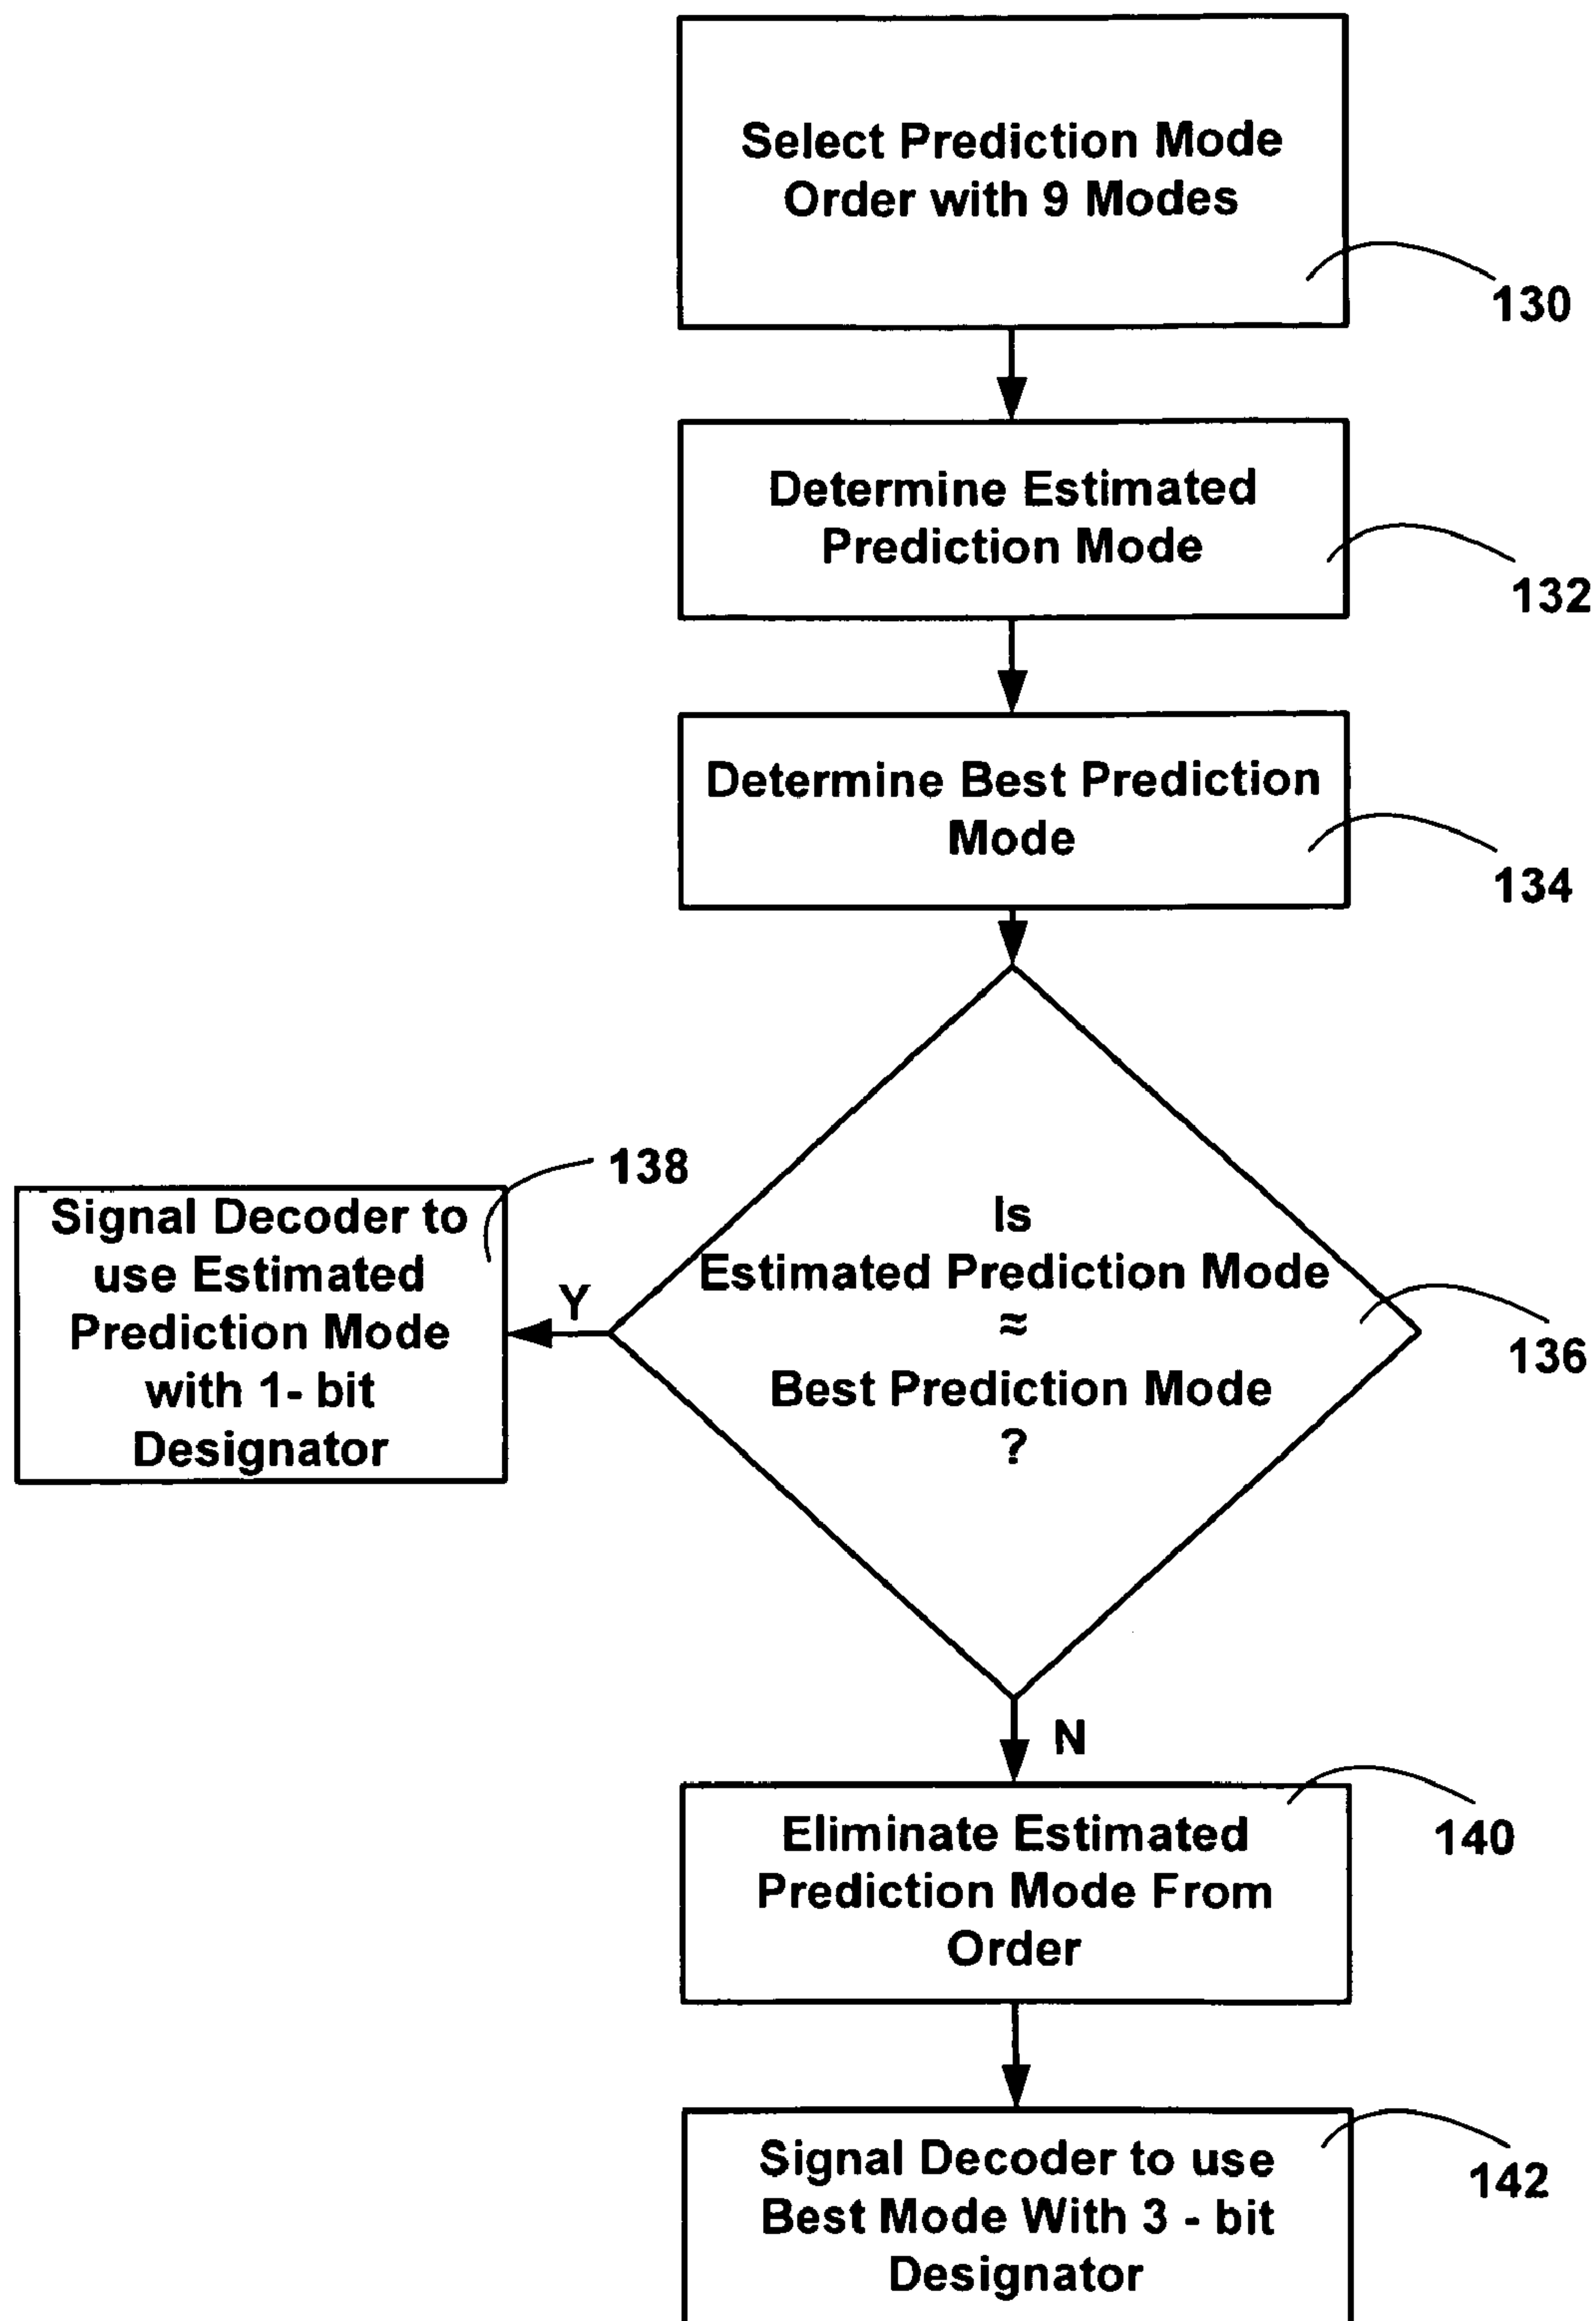 Select Prediction Mode
Order with 9 Modes
130
Determine Estimated
Prediction Mode
132
Determine Best Prediction
Mode
134
Is
Estimated Prediction Mode
≈
Best Prediction Mode
?
136
Y
138
Signal Decoder to
use Estimated
Prediction Mode
with 1- bit
Designator
N
Eliminate Estimated
Prediction Mode From
Order
140
Signal Decoder to use
Best Mode With 3 - bit
Designator
142